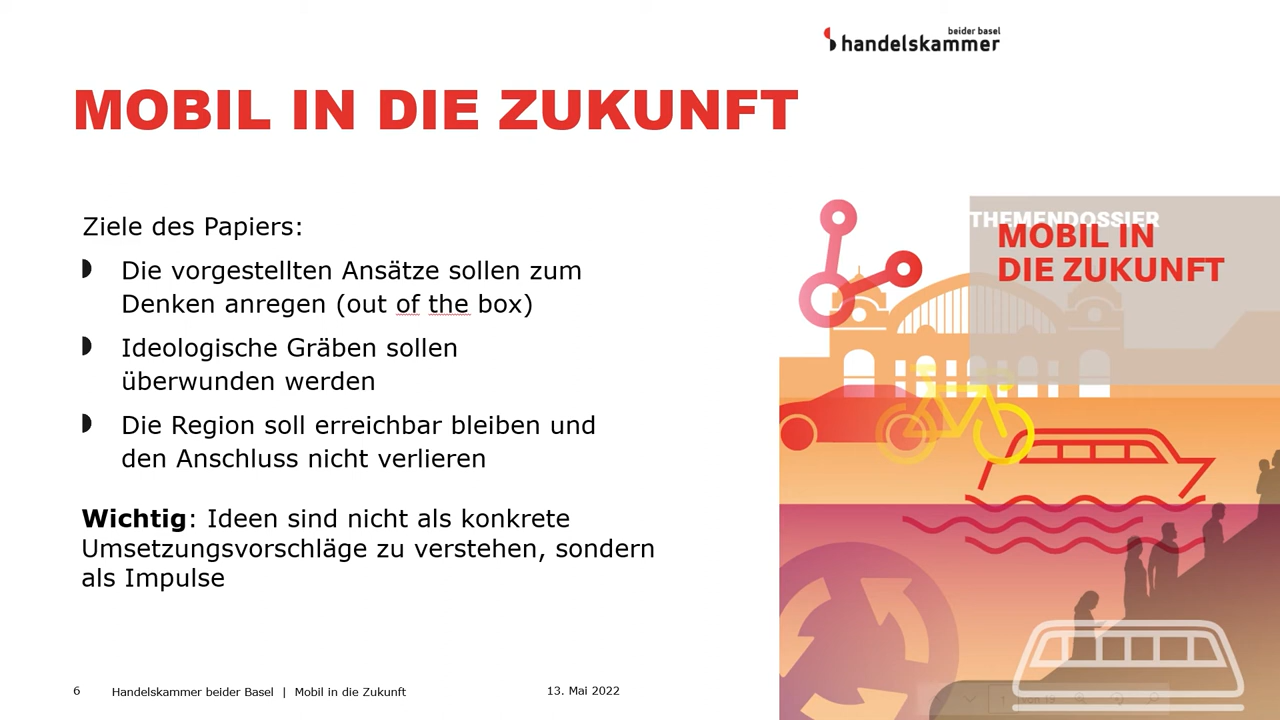 beider basel
handelskammer
MOBIL IN DIE ZUKUNFT
Ziele des Papiers:
Die vorgestellten Ansätze sollen zum
Denken anregen (out of the box)
Ideologische Gräben sollen
überwunden werden
Die Region soll erreichbar bleiben und
den Anschluss nicht verlieren
Wichtig: Ideen sind nicht als konkrete
Umsetzungsvorschläge zu verstehen, sondern
als Impulse
THEMENDOSSIER
MOBIL IN
DIE ZUKUNFT
1 von 19
6 Handelskammer beider Basel | Mobil in die Zukunft 13. Mai 2022